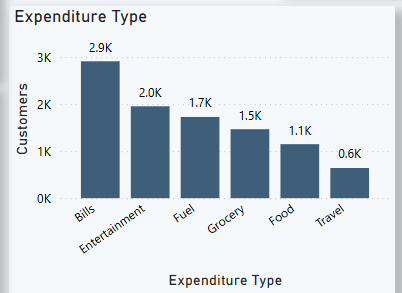 Expenditure Type
Customers
3K
2K
1K
0K
2.9K
2.0K
1.7K
1.5K
1.1K
0.6K
Bills
Entertainment
Fuel
Grocery
Food
Travel
Expenditure Type